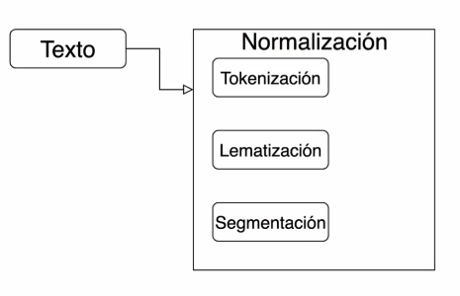 Texto
Normalización
Tokenización
Lematización
Segmentación